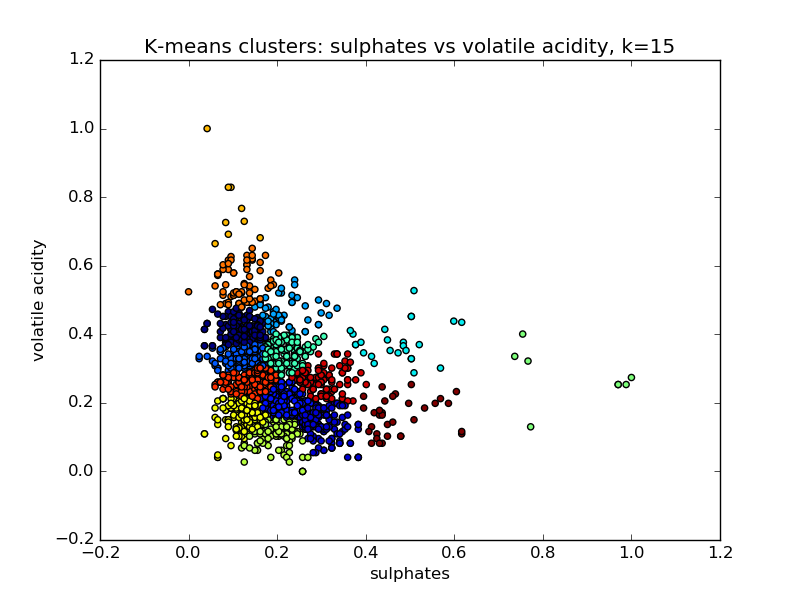 K-means clusters: sulphates vs volatile acidity, k=15
1.2
1.0
0.8
0.6
0.4
0.2
0.0
−0.2
volatile acidity
−0.2 0.0 0.2 0.4 0.6 0.8 1.0 1.2
sulphates